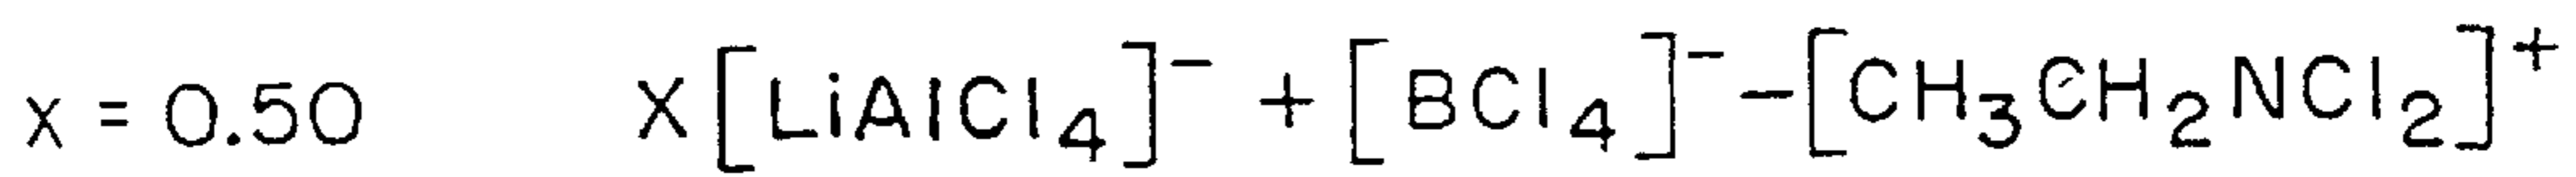 x = 0.50 X[LiAlCl₄]⁻ + [BCl₄]⁻ -[CH₃CH₂NCl₂]⁺